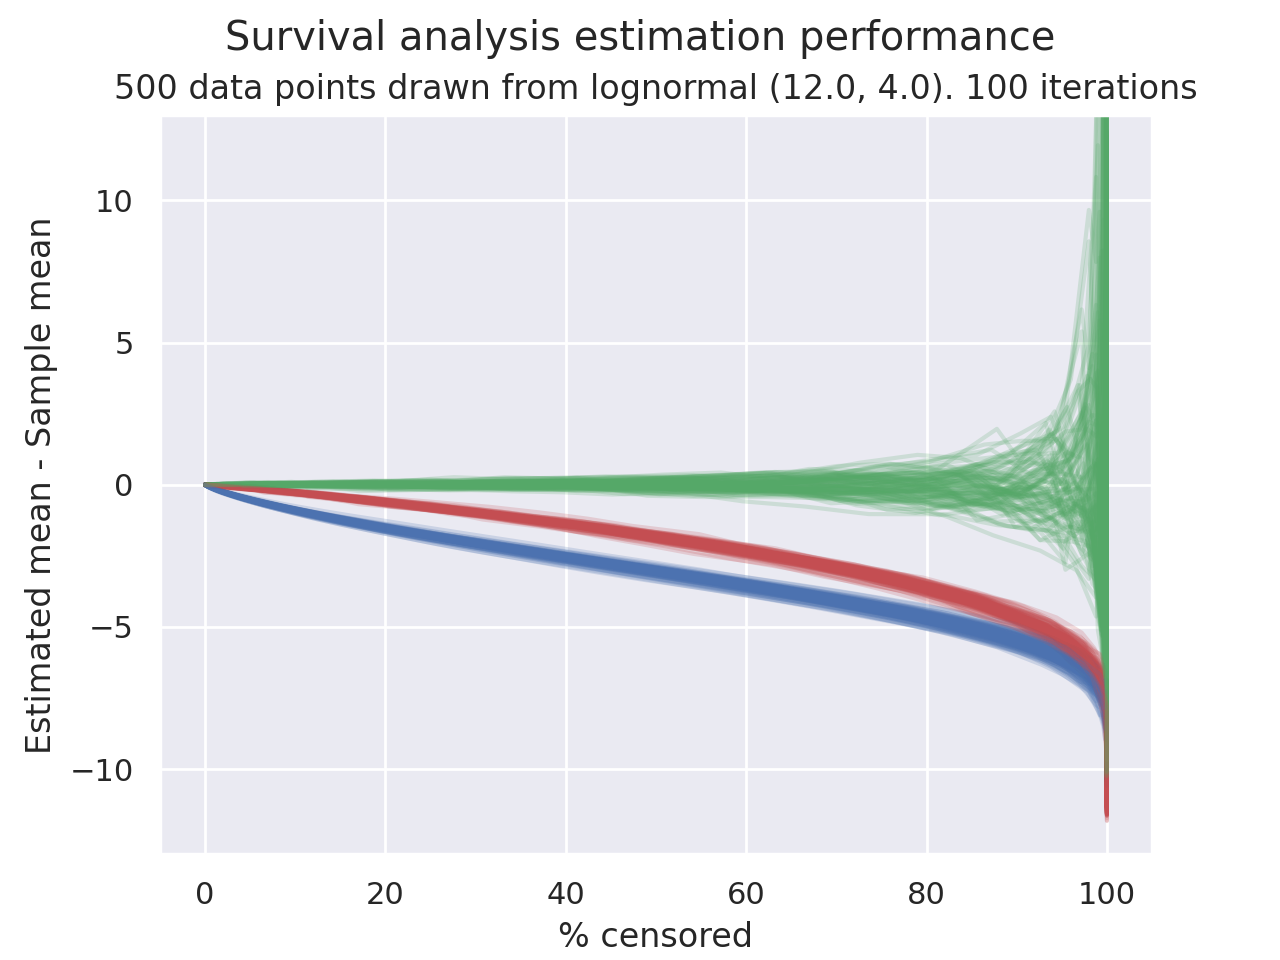 Survival analysis estimation performance
500 data points drawn from lognormal (12.0, 4.0). 100 iterations
Estimated mean - Sample mean
10
5
0
−5
−10
0 20 40 60 80 100
% censored